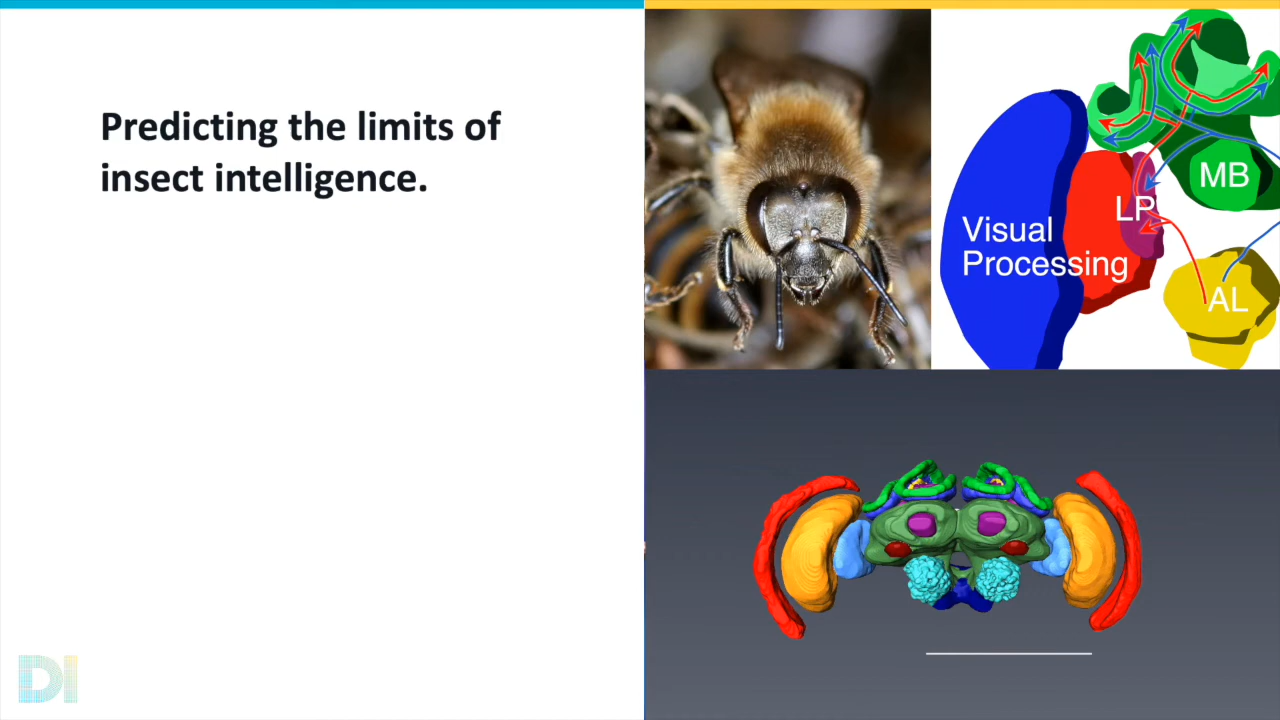 Predicting the limits of
insect intelligence.
MB
LP
Visual
Processing
AL
DI